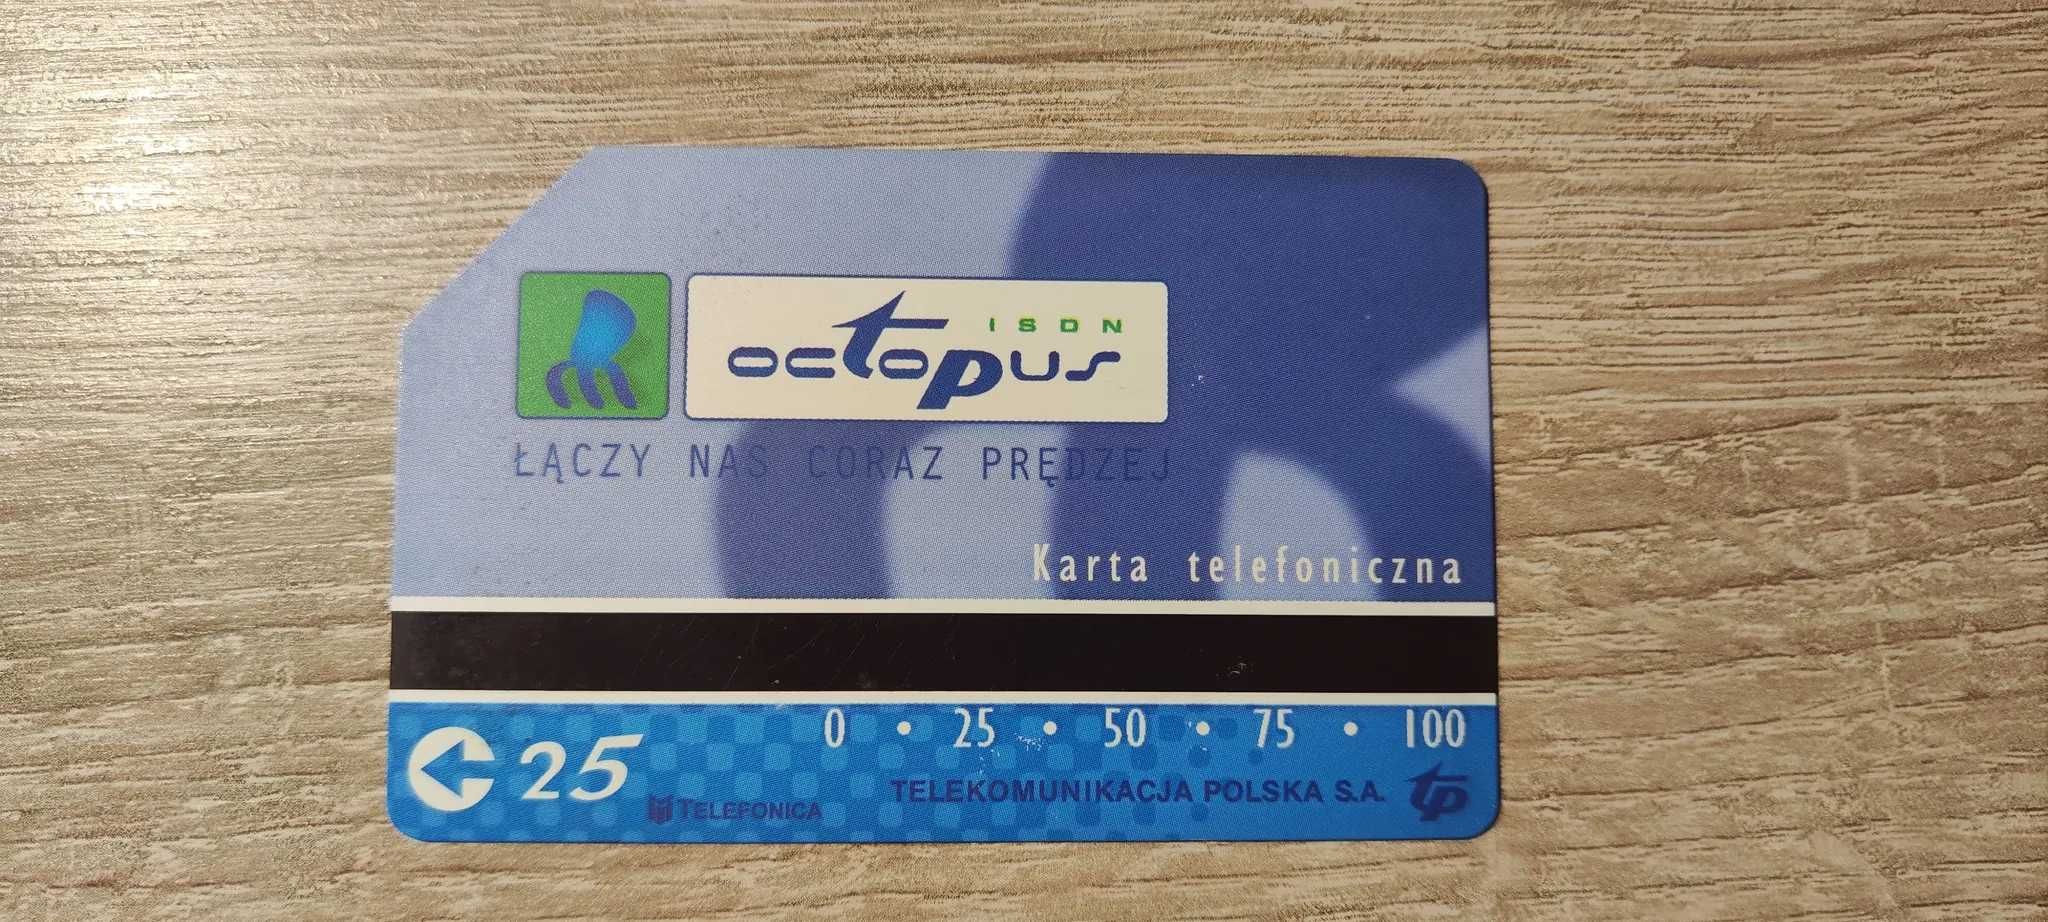 ISDN
octopus
ŁĄCZY NAS CORAZ PRĘDZEJ
Karta telefoniczna
0 • 25 • 50 • 75 • 100
25
TELEFONICA
TELEKOMUNIKACJA POLSKA S.A. tp